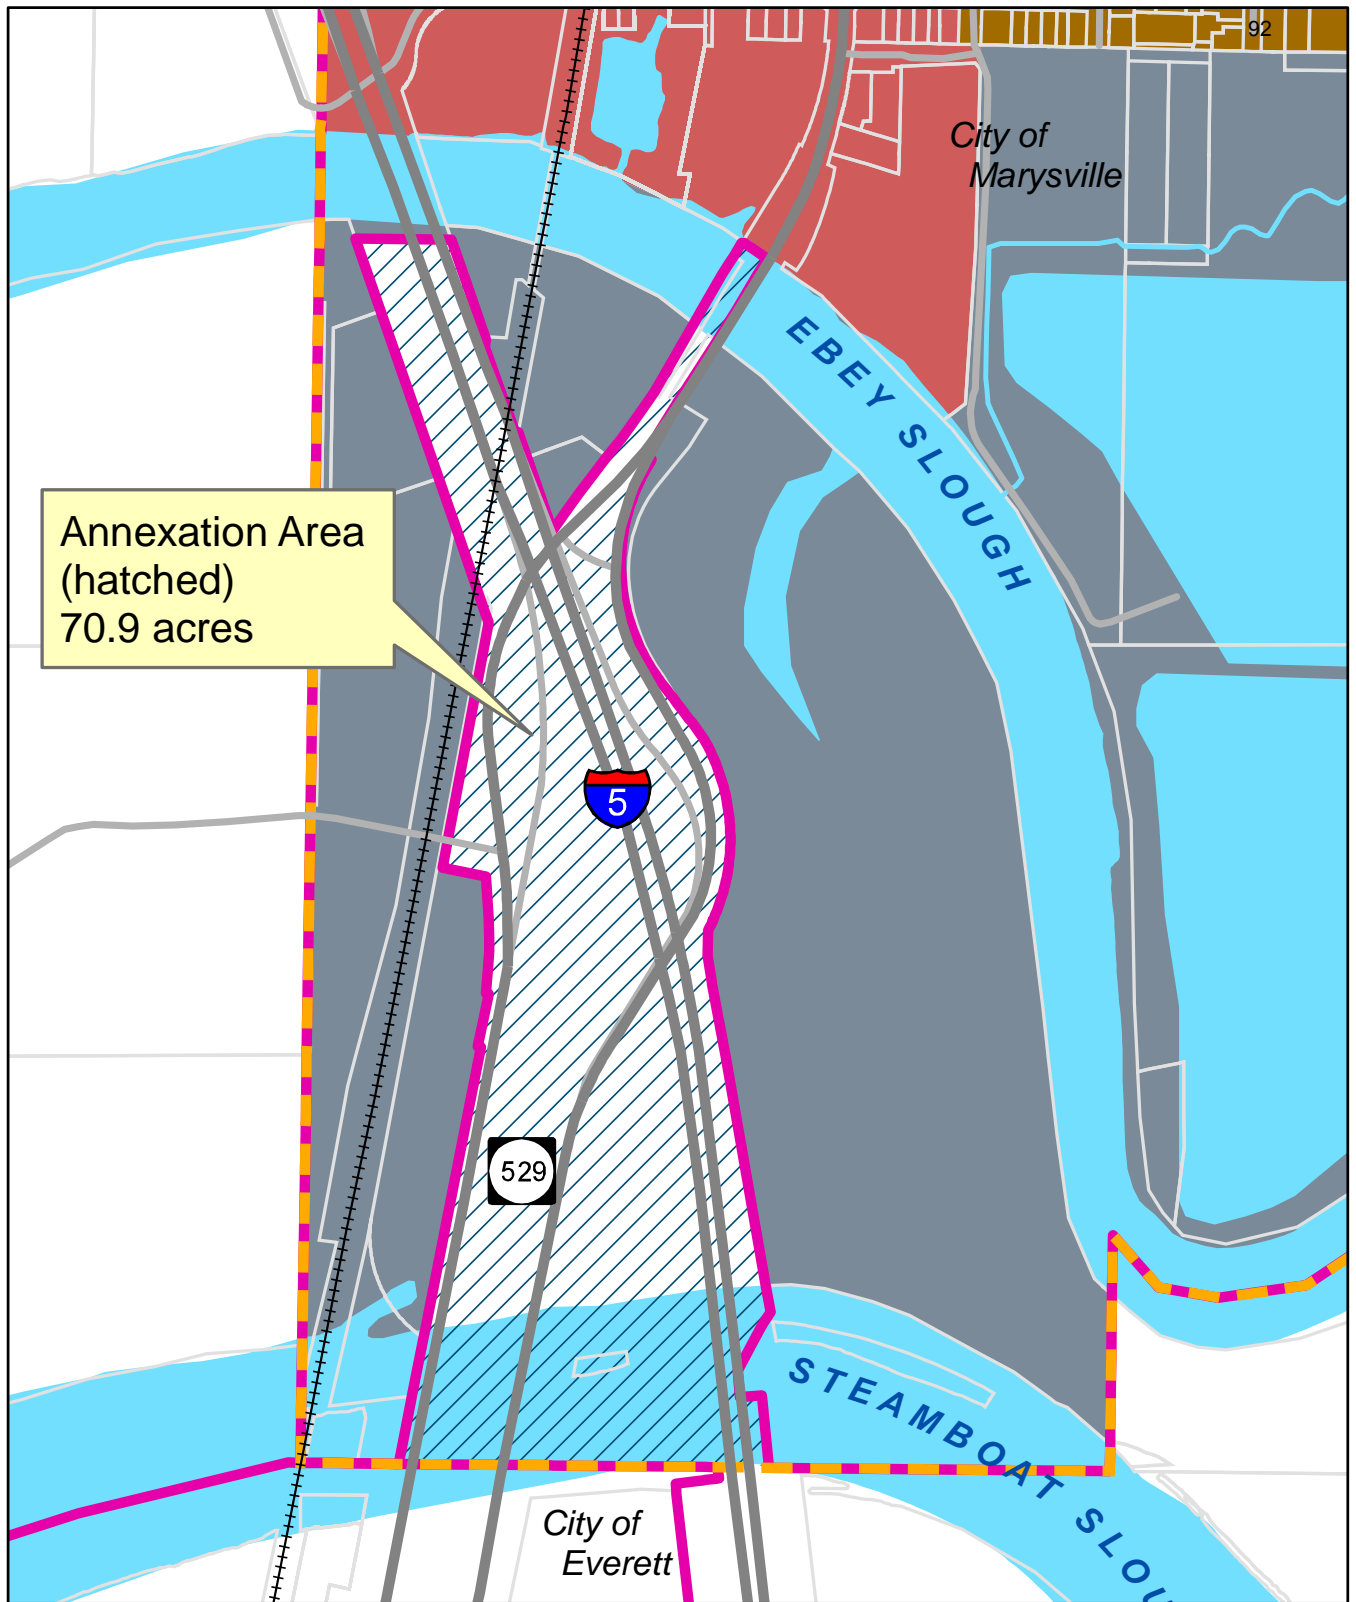 92
City of
Marysville
EBEY SLOUGH
Annexation Area
(hatched)
70.9 acres
5
529
STEAMBOAT SLOU
City of
Everett